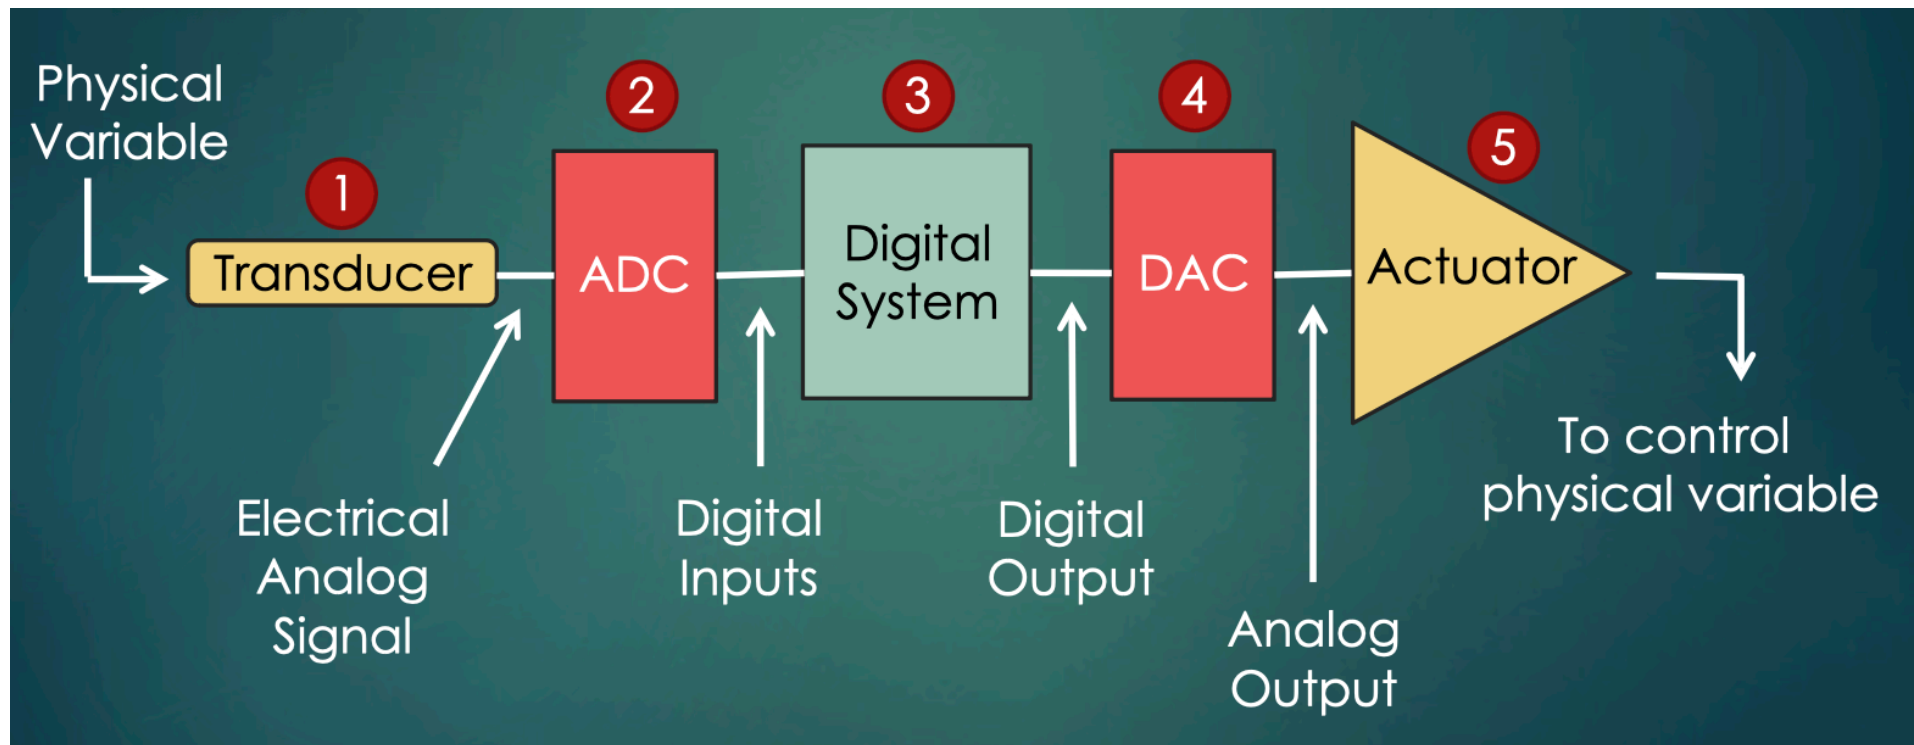 Physical
Variable
1
Transducer
2
ADC
3
Digital
System
4
DAC
5
Actuator
Electrical
Analog
Signal
Digital
Inputs
Digital
Output
Analog
Output
To control
physical variable